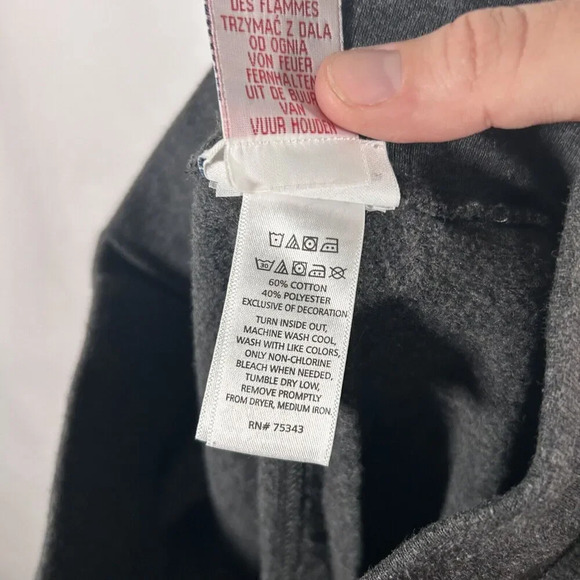 DES FLAMMES
TRZYMAĆ Z DALA
OD OGNIA
VON FEUER
FERNHALTEN
UIT DE BUURT
VAN
VUUR HOUDEN
30
60% COTTON
40% POLYESTER
EXCLUSIVE OF DECORATION
TURN INSIDE OUT,
MACHINE WASH COOL,
WASH WITH LIKE COLORS,
ONLY NON-CHLORINE
BLEACH WHEN NEEDED,
TUMBLE DRY LOW,
REMOVE PROMPTLY
FROM DRYER, MEDIUM IRON.
RN# 75343